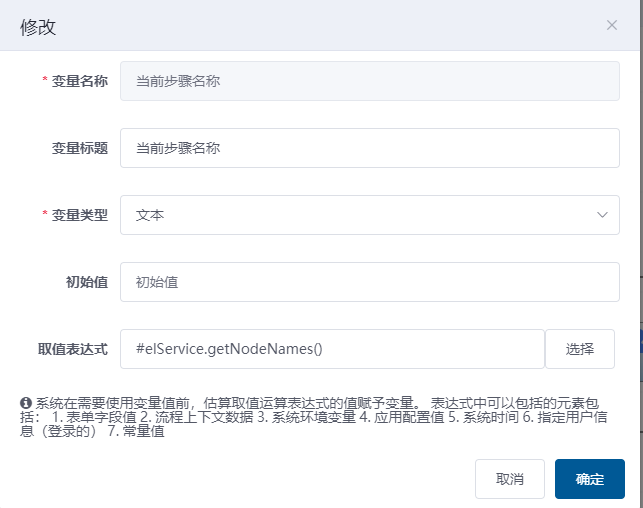 修改
* 变量名称 当前步骤名称
变量标题 当前步骤名称
* 变量类型 文本
初始值 初始值
取值表达式 #elService.getNodeNames() 选择
系统在需要使用变量值前，估算取值运算表达式的值赋予变量。 表达式中可以包括的元素包
括： 1. 表单字段值 2. 流程上下文数据 3. 系统环境变量 4. 应用配置值 5. 系统时间 6. 指定用户信
息（登录的） 7. 常量值
取消 确定